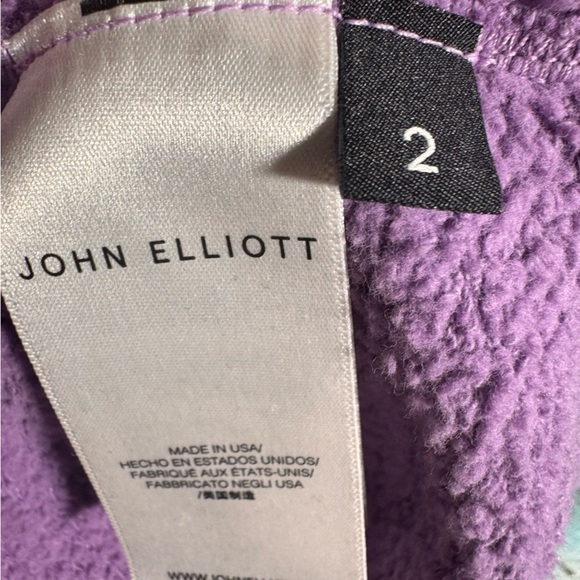 2
JOHN ELLIOTT
MADE IN USA/
HECHO EN ESTADOS UNIDOS/
FABRIQUÉ AUX ÉTATS-UNIS/
FABBRICATO NEGLI USA
/美国制造